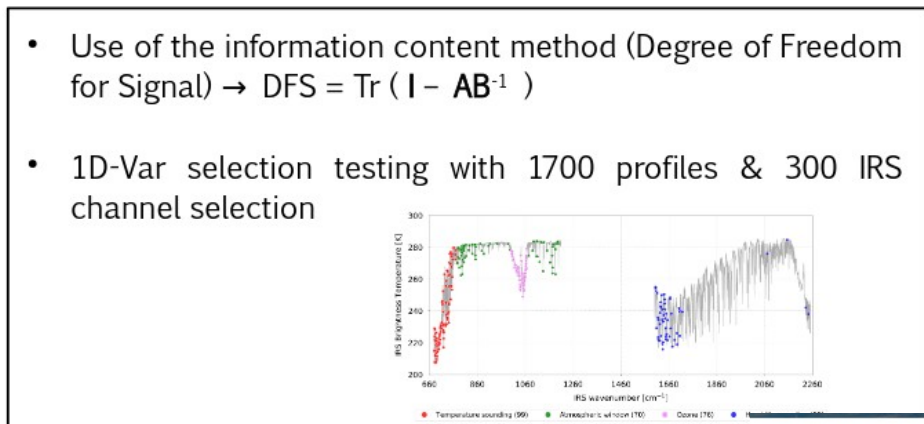 • Use of the information content method (Degree of Freedom
for Signal) → DFS = Tr ( I – AB⁻¹ )
• 1D-Var selection testing with 1700 profiles & 300 IRS
channel selection
300
280
260
240
220
200
IRS Brightness Temperature [K]
660 860 1060 1260 1460 1660 1860 2060 2260
IRS wavenumber [cm⁻¹]
Temperature sounding (99) Atmospheric window (70) Ozone (76)